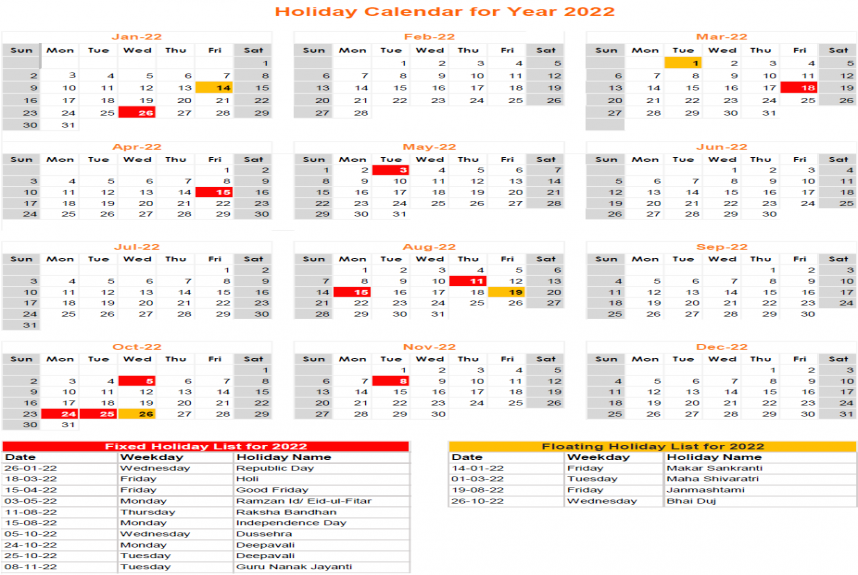 Holiday Calendar for Year 2022
Jan-22
Sun Mon Tue Wed Thu Fri Sat
1
2 3 4 5 6 7 8
9 10 11 12 13 14 15
16 17 18 19 20 21 22
23 24 25 26 27 28 29
30 31
Feb-22
Sun Mon Tue Wed Thu Fri Sat
1 2 3 4 5
6 7 8 9 10 11 12
13 14 15 16 17 18 19
20 21 22 23 24 25 26
27 28
Mar-22
Sun Mon Tue Wed Thu Fri Sat
1 2 3 4 5
6 7 8 9 10 11 12
13 14 15 16 17 18 19
20 21 22 23 24 25 26
27 28 29 30 31
Apr-22
Sun Mon Tue Wed Thu Fri Sat
1 2
3 4 5 6 7 8 9
10 11 12 13 14 15 16
17 18 19 20 21 22 23
24 25 26 27 28 29 30
May-22
Sun Mon Tue Wed Thu Fri Sat
1 2 3 4 5 6 7
8 9 10 11 12 13 14
15 16 17 18 19 20 21
22 23 24 25 26 27 28
29 30 31
Jun-22
Sun Mon Tue Wed Thu Fri Sat
1 2 3 4
5 6 7 8 9 10 11
12 13 14 15 16 17 18
19 20 21 22 23 24 25
26 27 28 29 30
Jul-22
Sun Mon Tue Wed Thu Fri Sat
1 2
3 4 5 6 7 8 9
10 11 12 13 14 15 16
17 18 19 20 21 22 23
24 25 26 27 28 29 30
31
Aug-22
Sun Mon Tue Wed Thu Fri Sat
1 2 3 4 5 6
7 8 9 10 11 12 13
14 15 16 17 18 19 20
21 22 23 24 25 26 27
28 29 30 31
Sep-22
Sun Mon Tue Wed Thu Fri Sat
1 2 3
4 5 6 7 8 9 10
11 12 13 14 15 16 17
18 19 20 21 22 23 24
25 26 27 28 29 30
Oct-22
Sun Mon Tue Wed Thu Fri Sat
1
2 3 4 5 6 7 8
9 10 11 12 13 14 15
16 17 18 19 20 21 22
23 24 25 26 27 28 29
30 31
Nov-22
Sun Mon Tue Wed Thu Fri Sat
1 2 3 4 5
6 7 8 9 10 11 12
13 14 15 16 17 18 19
20 21 22 23 24 25 26
27 28 29 30
Dec-22
Sun Mon Tue Wed Thu Fri Sat
1 2 3
4 5 6 7 8 9 10
11 12 13 14 15 16 17
18 19 20 21 22 23 24
25 26 27 28 29 30 31
Fixed Holiday List for 2022
Date Weekday Holiday Name
26-01-22 Wednesday Republic Day
18-03-22 Friday Holi
15-04-22 Friday Good Friday
03-05-22 Monday Ramzan Id/ Eid-ul-Fitar
11-08-22 Thursday Raksha Bandhan
15-08-22 Monday Independence Day
05-10-22 Wednesday Dussehra
24-10-22 Monday Deepavali
25-10-22 Tuesday Deepavali
08-11-22 Tuesday Guru Nanak Jayanti
Floating Holiday List for 2022
Date Weekday Holiday Name
14-01-22 Friday Makar Sankranti
01-03-22 Tuesday Maha Shivaratri
19-08-22 Friday Janmashtami
26-10-22 Wednesday Bhai Duj